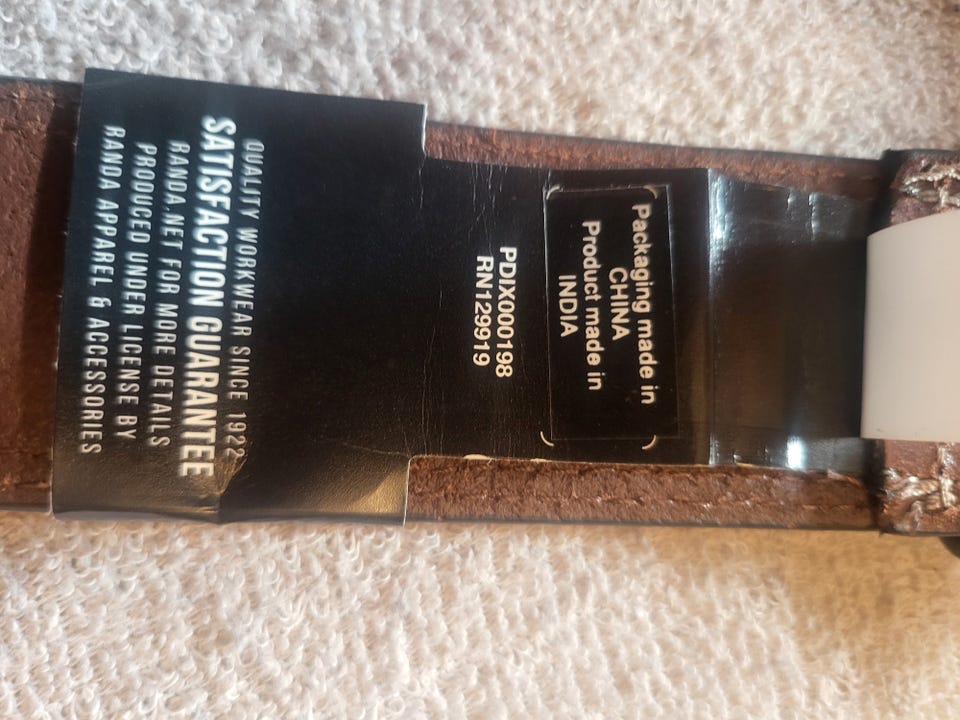 Packaging made in
CHINA
Product made in
INDIA
PDIX000198
RN129919
QUALITY WORKWEAR SINCE 1922
SATISFACTION GUARANTEE
RANDA.NET FOR MORE DETAILS
PRODUCED UNDER LICENSE BY
RANDA APPAREL & ACCESSORIES